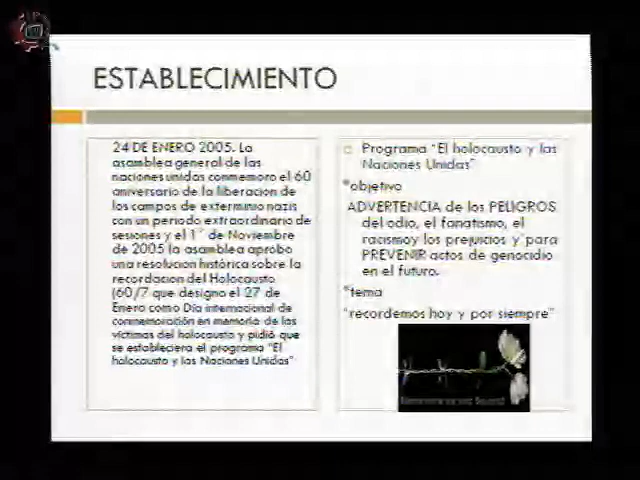 ESTABLECIMIENTO
24 DE ENERO 2005. La
asamblea general de las
naciones unidas conmemoro el 60
aniversario de la liberacion de
los campos de exterminio nazis
con un periodo extraordinario de
sesiones y el 1° de Noviembre
de 2005 la asamblea aprobo
una resolucion histórica sobre la
recordacion del Holocausto
(60/7 que designo el 27 de
Enero como Dia internacional de
conmemoración en memoria de las
victimas del holocausto y pidió que
se estableciera el programa "El
holocausto y las Naciones Unidas"
Programa "El holocausto y las
Naciones Unidas"
*objetivo
ADVERTENCIA de los PELIGROS
del odio, el fanatismo, el
racismoy los prejuicios y para
PREVENIR actos de genocidio
en el futuro.
*tema
"recordemos hoy y por siempre"